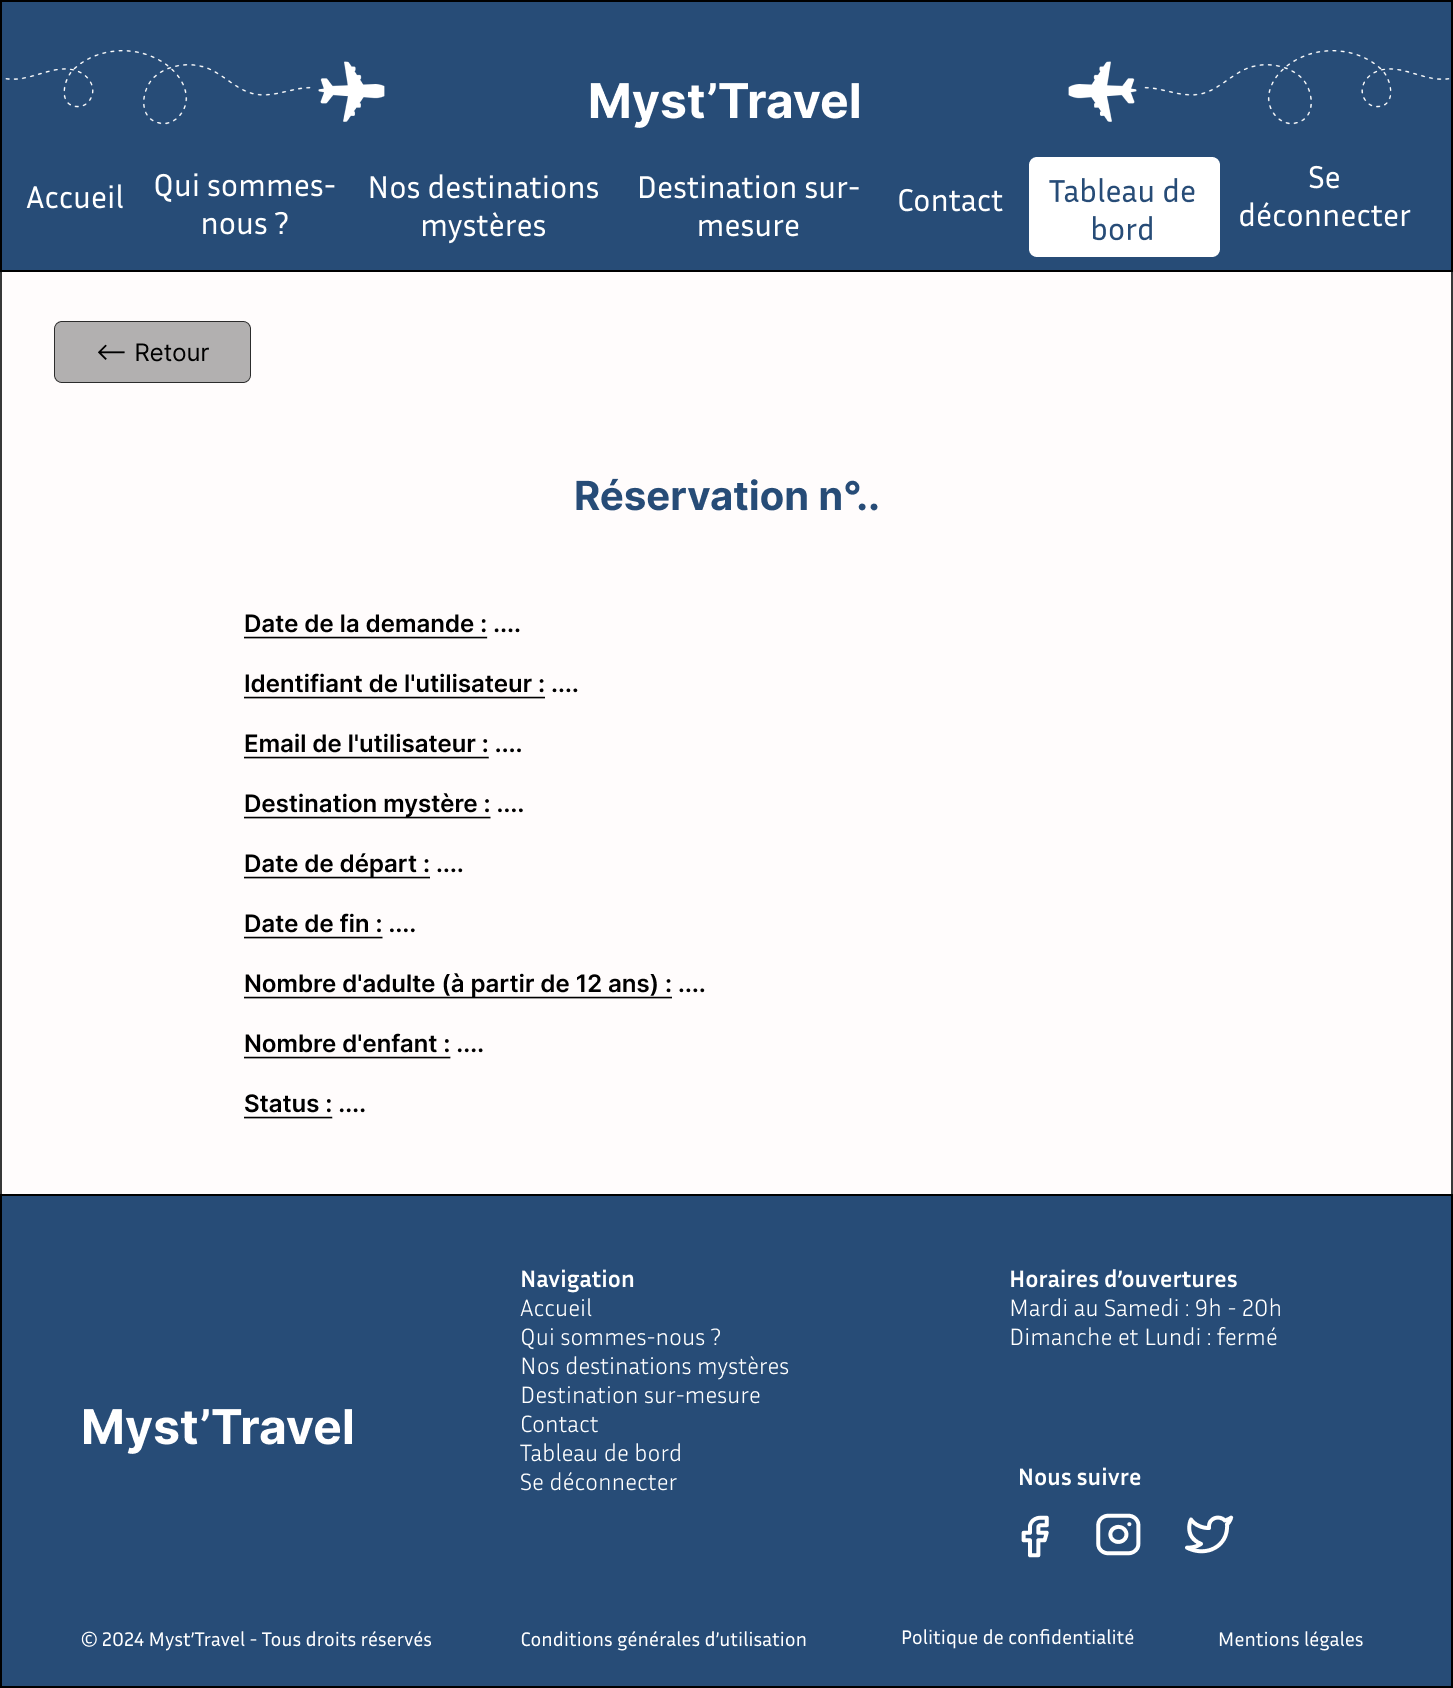 Myst’Travel
Accueil
Qui sommes-
nous ?
Nos destinations
mystères
Destination sur-
mesure
Contact
Tableau de
bord
Se
déconnecter
← Retour
Réservation n°..
Date de la demande : ....
Identifiant de l'utilisateur : ....
Email de l'utilisateur : ....
Destination mystère : ....
Date de départ : ....
Date de fin : ....
Nombre d'adulte (à partir de 12 ans) : ....
Nombre d'enfant : ....
Status : ....
Myst’Travel
Navigation
Accueil
Qui sommes-nous ?
Nos destinations mystères
Destination sur-mesure
Contact
Tableau de bord
Se déconnecter
Horaires d’ouvertures
Mardi au Samedi : 9h - 20h
Dimanche et Lundi : fermé
Nous suivre
© 2024 Myst’Travel - Tous droits réservés
Conditions générales d’utilisation
Politique de confidentialité
Mentions légales